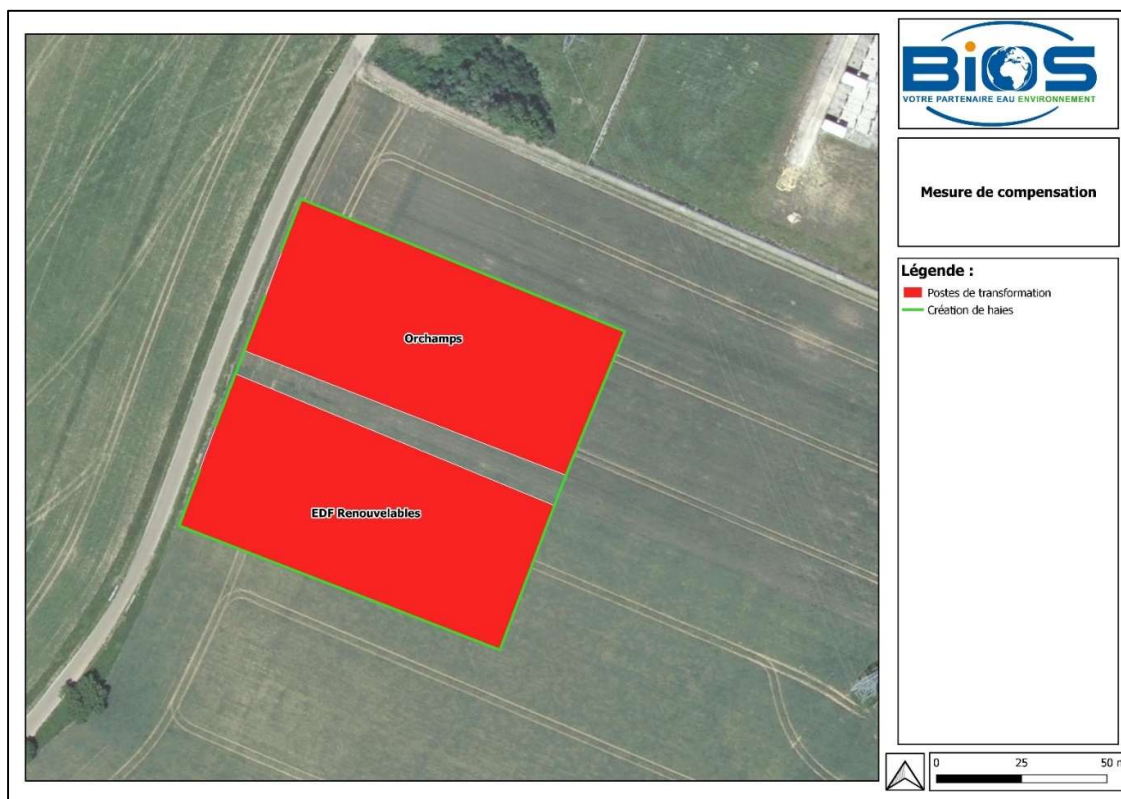 BiOS
VOTRE PARTENAIRE EAU ENVIRONNEMENT
Mesure de compensation
Légende :
Postes de transformation
Création de haies
Orchamps
EDF Renouvelables
0 25 50 m